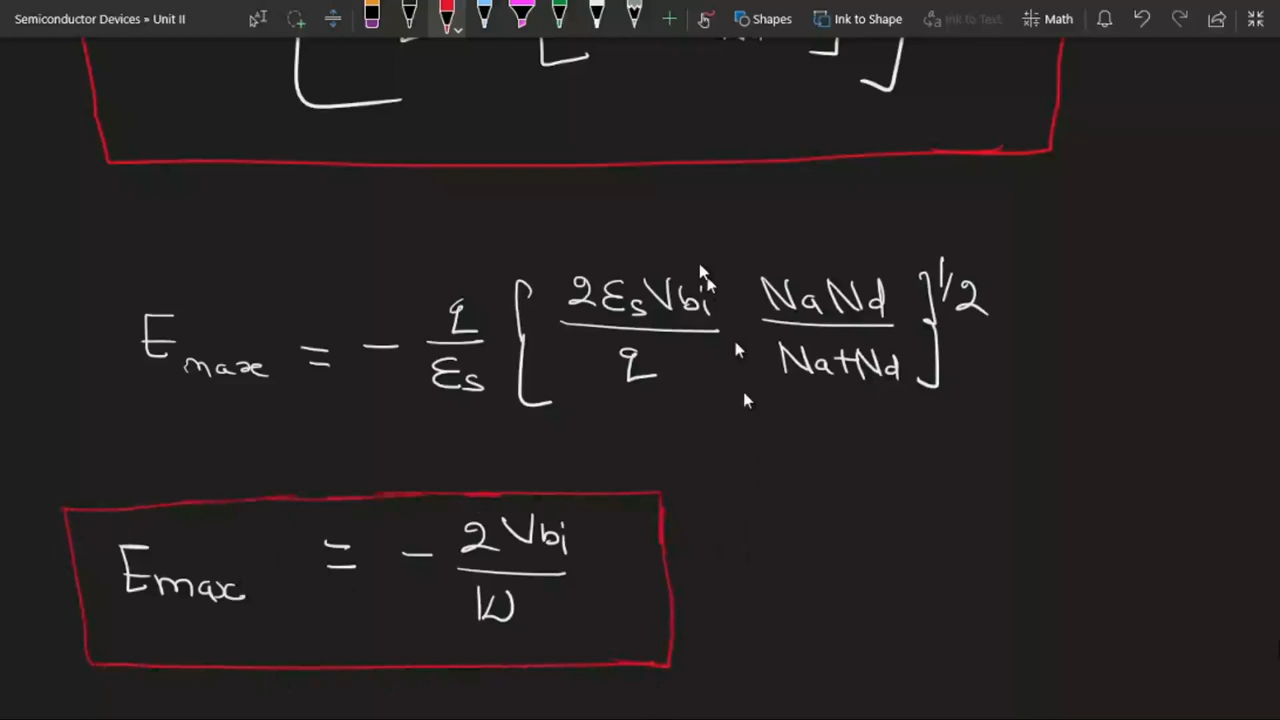 Semiconductor Devices » Unit II
Shapes
Ink to Shape
Ink to Text
Math
Emax = - q/εs [ 2εsVbi/q NaNd/Na+Nd ]^1/2
Emax = - 2Vbi/W